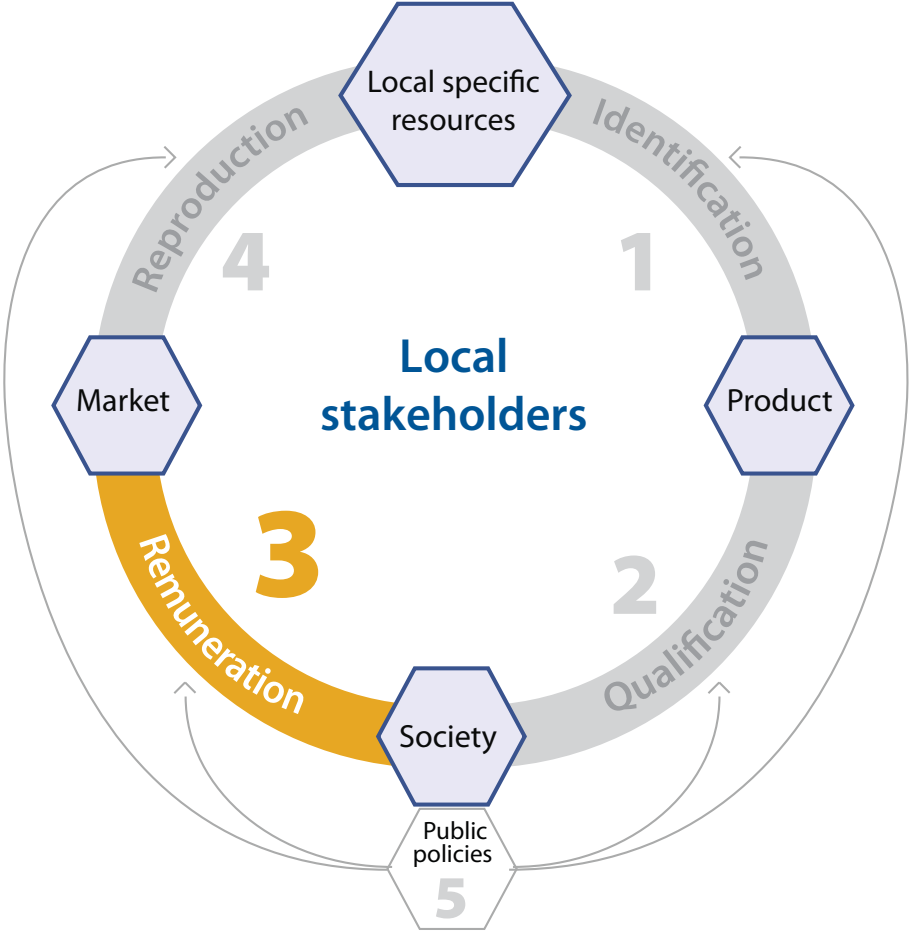 Local specific
resources
Identification
1
Product
Qualification
2
Society
Remuneration
3
Market
Reproduction
4
Local
stakeholders
Public
policies
5